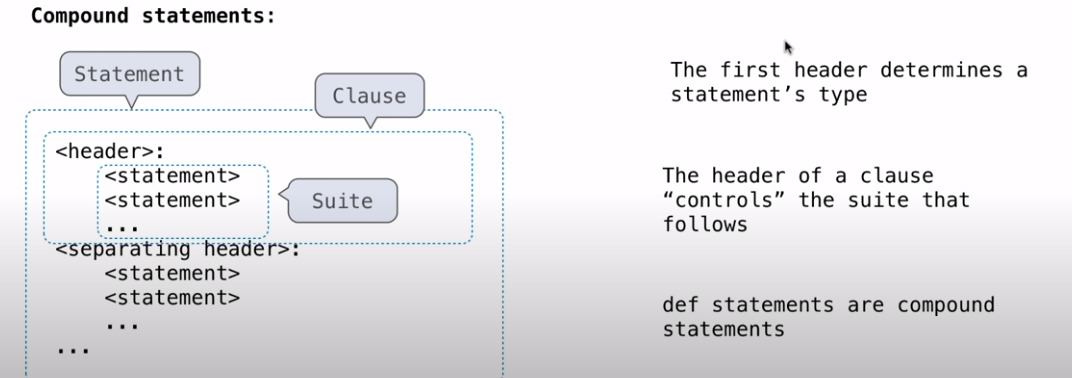 Compound statements:
Statement
Clause
<header>:
<statement>
<statement>
...
Suite
<separating header>:
<statement>
<statement>
...
...
The first header determines a
statement’s type
The header of a clause
“controls” the suite that
follows
def statements are compound
statements